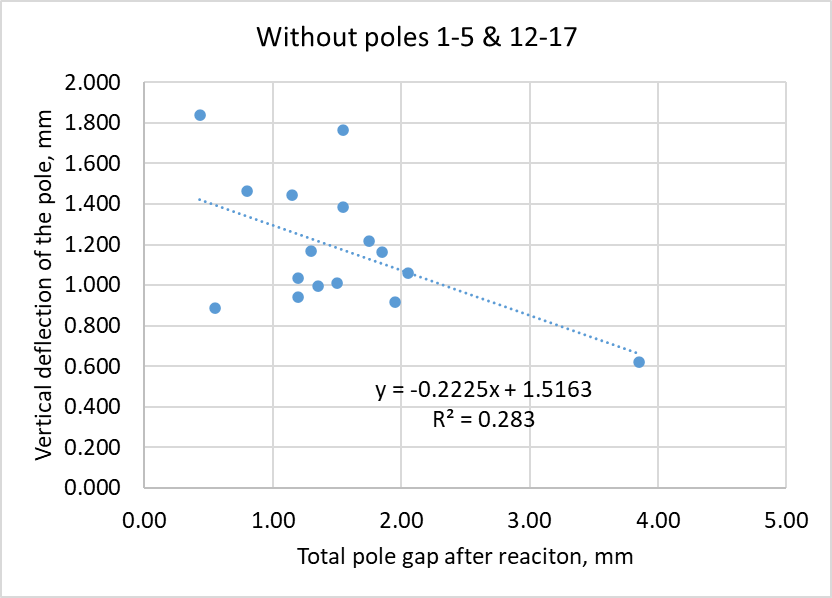 Without poles 1-5 & 12-17
Vertical deflection of the pole, mm
2.000
1.800
1.600
1.400
1.200
1.000
0.800
0.600
0.400
0.200
0.000
y = -0.2225x + 1.5163
R² = 0.283
0.00 1.00 2.00 3.00 4.00 5.00
Total pole gap after reaciton, mm